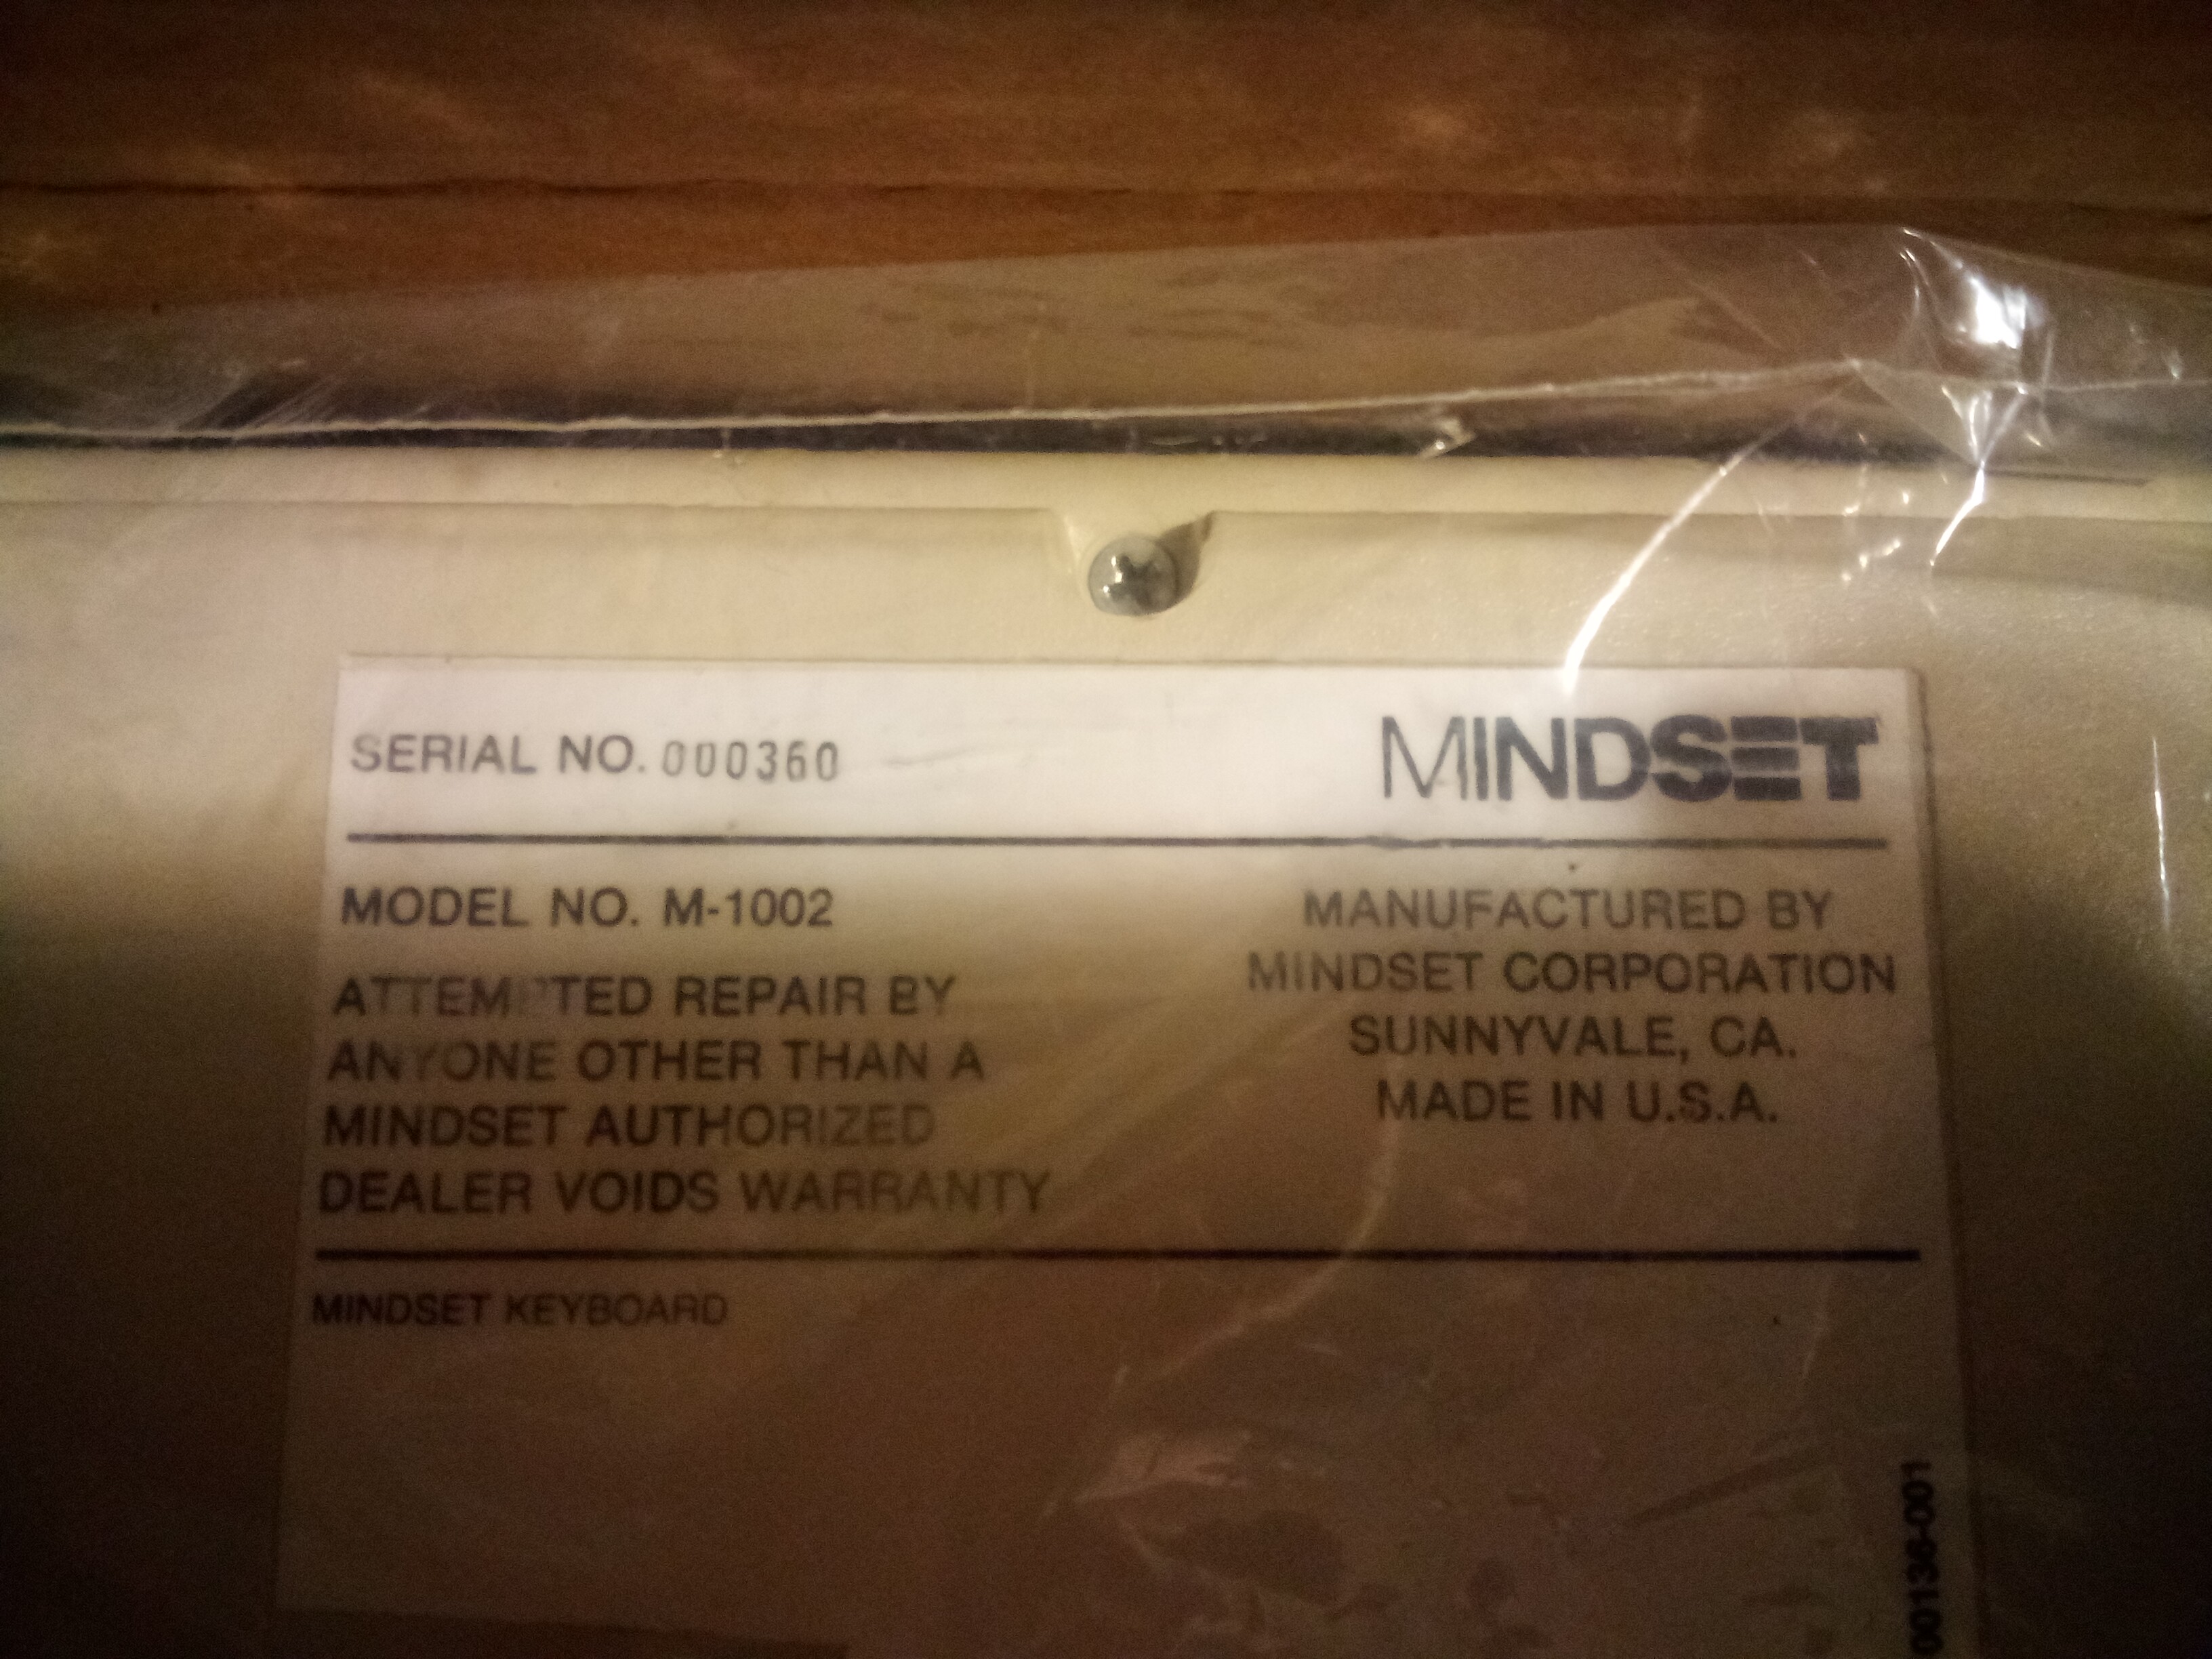 SERIAL NO. 000360
MINDSET
MODEL NO. M-1002
ATTEMPTED REPAIR BY
ANYONE OTHER THAN A
MINDSET AUTHORIZED
DEALER VOIDS WARRANTY
MANUFACTURED BY
MINDSET CORPORATION
SUNNYVALE, CA.
MADE IN U.S.A.
MINDSET KEYBOARD